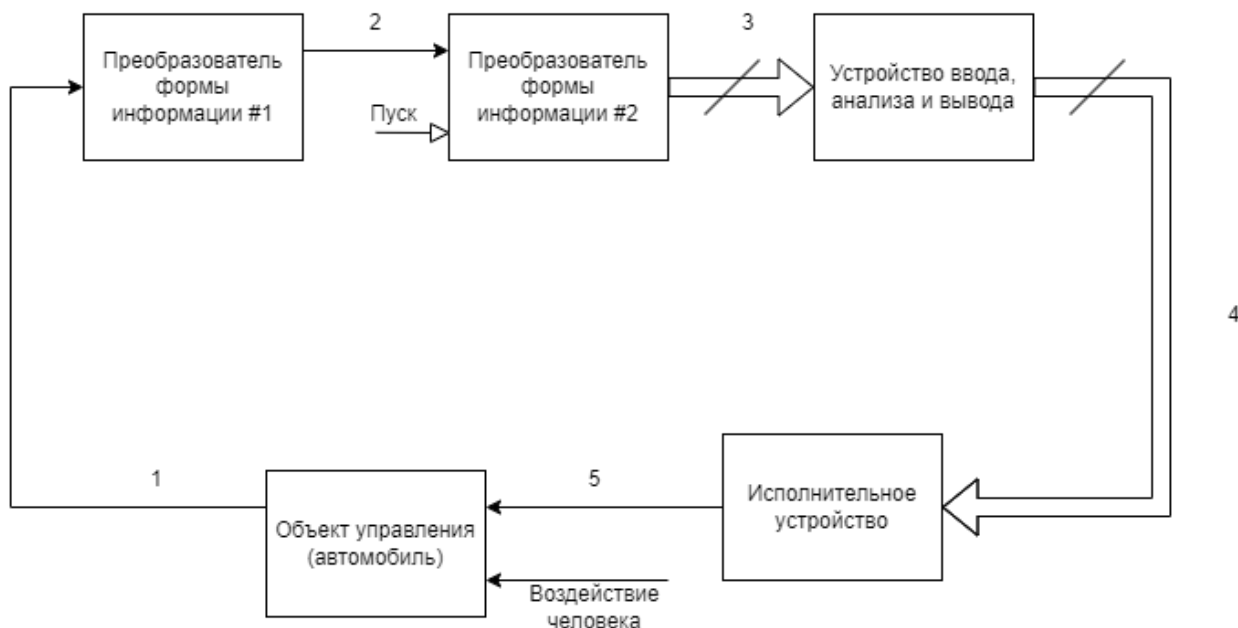 2
3
Преобразователь
формы
информации #1
Преобразователь
формы
информации #2
Устройство ввода,
анализа и вывода
Пуск
4
1
5
Объект управления
(автомобиль)
Исполнительное
устройство
Воздействие
человека